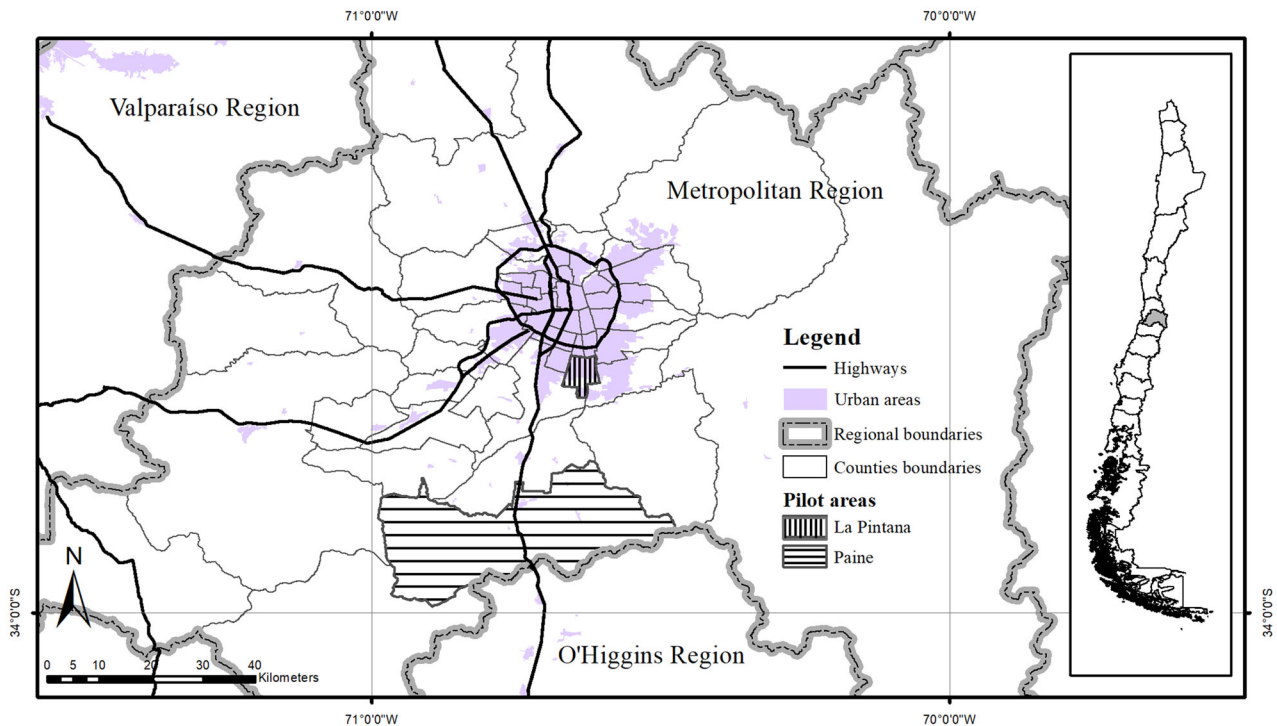 71°0'0"W 70°0'0"W
Valparaíso Region
Metropolitan Region
Legend
Highways
Urban areas
Regional boundaries
Counties boundaries
Pilot areas
La Pintana
Paine
N
34°0'0"S 34°0'0"S
O'Higgins Region
0 5 10 20 30 40
Kilometers
71°0'0"W 70°0'0"W